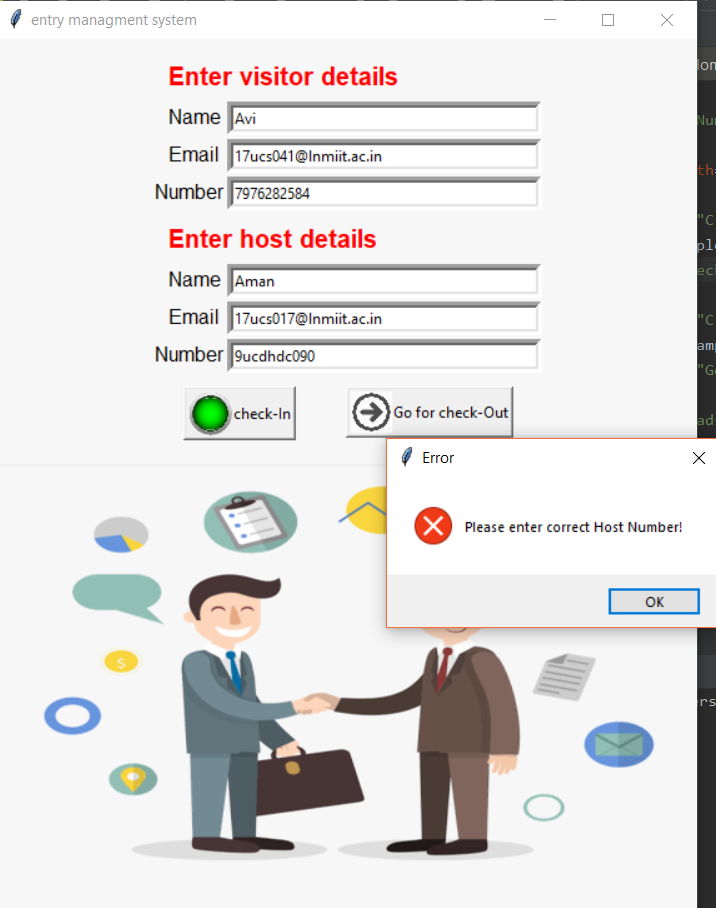 entry managment system
Enter visitor details
Name Avi
Email 17ucs041@lnmiit.ac.in
Number 7976282584
Enter host details
Name Aman
Email 17ucs017@lnmiit.ac.in
Number 9ucdhdc090
check-In Go for check-Out
Error
Please enter correct Host Number!
OK
$